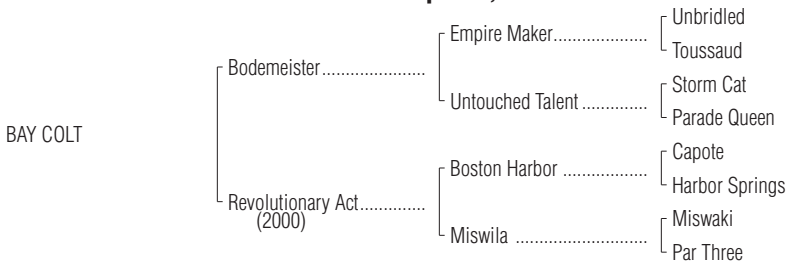 Unbridled
Empire Maker....................
Toussaud
Bodemeister......................
Storm Cat
Untouched Talent ..............
Parade Queen
BAY COLT
Capote
Boston Harbor ..................
Harbor Springs
Revolutionary Act..............
(2000)
Miswaki
Miswila ............................
Par Three